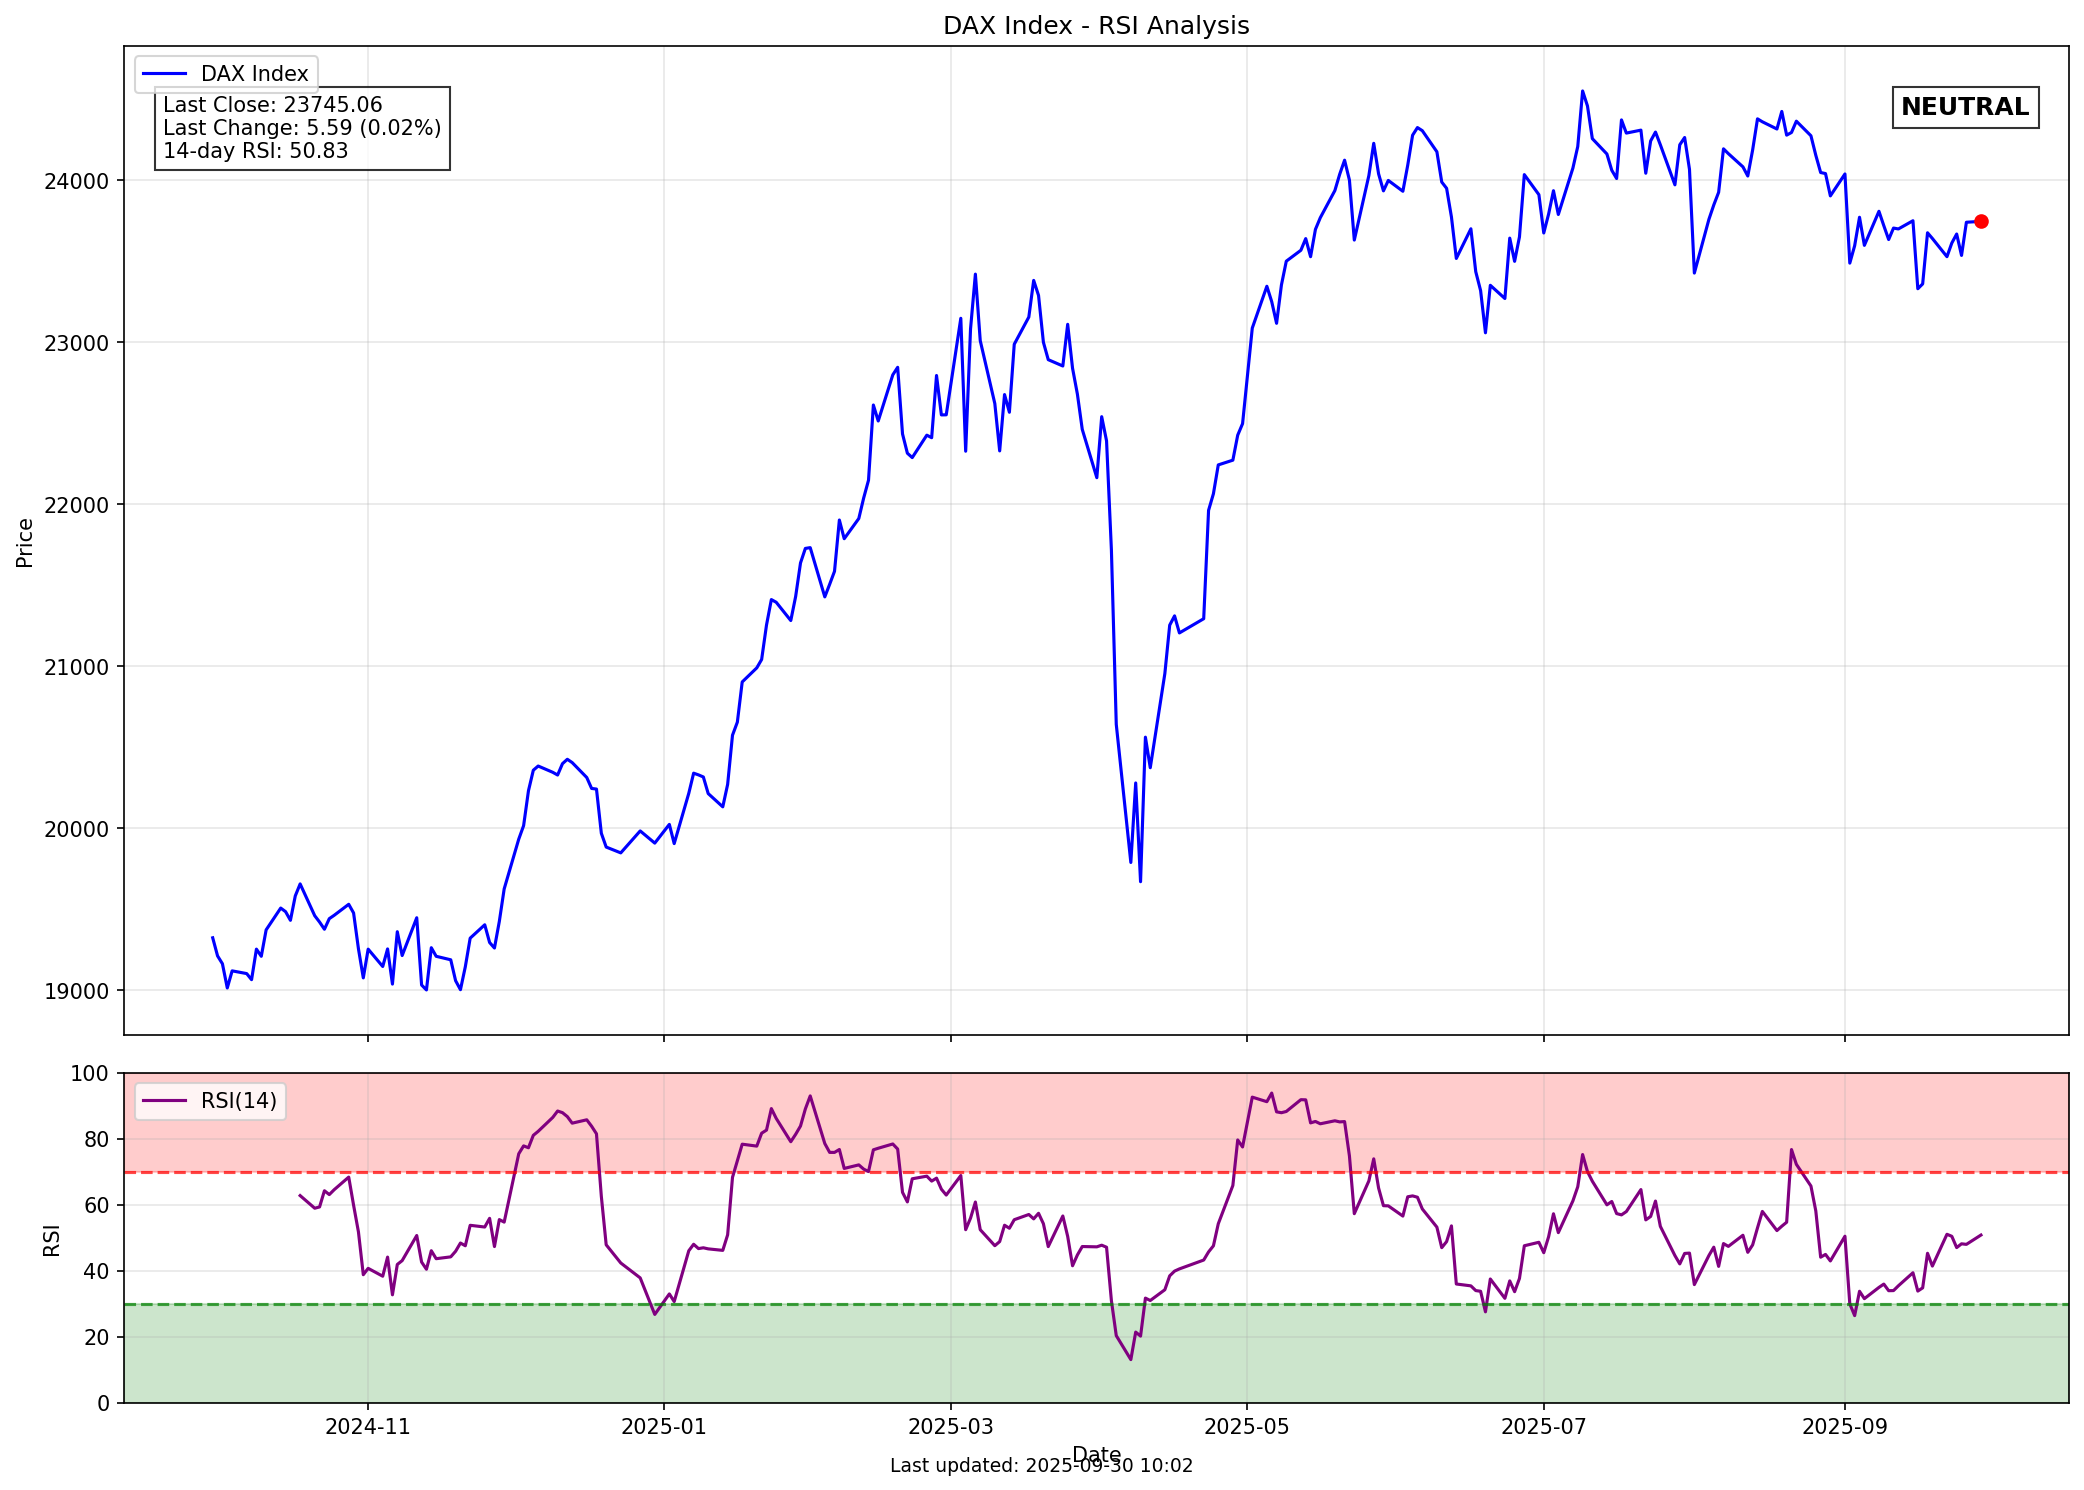 DAX Index - RSI Analysis
DAX Index
Last Close: 23745.06
Last Change: 5.59 (0.02%)
14-day RSI: 50.83
NEUTRAL
Price
24000
23000
22000
21000
20000
19000
RSI(14)
RSI
100
80
60
40
20
0
2024-11
2025-01
2025-03
2025-05
2025-07
2025-09
Date
Last updated: 2025-09-30 10:02